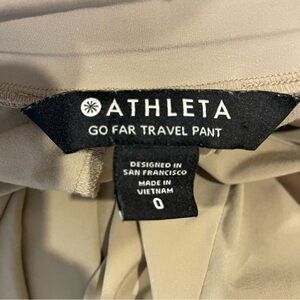 ATHLETA
GO FAR TRAVEL PANT
DESIGNED IN
SAN FRANCISCO
MADE IN
VIETNAM
0